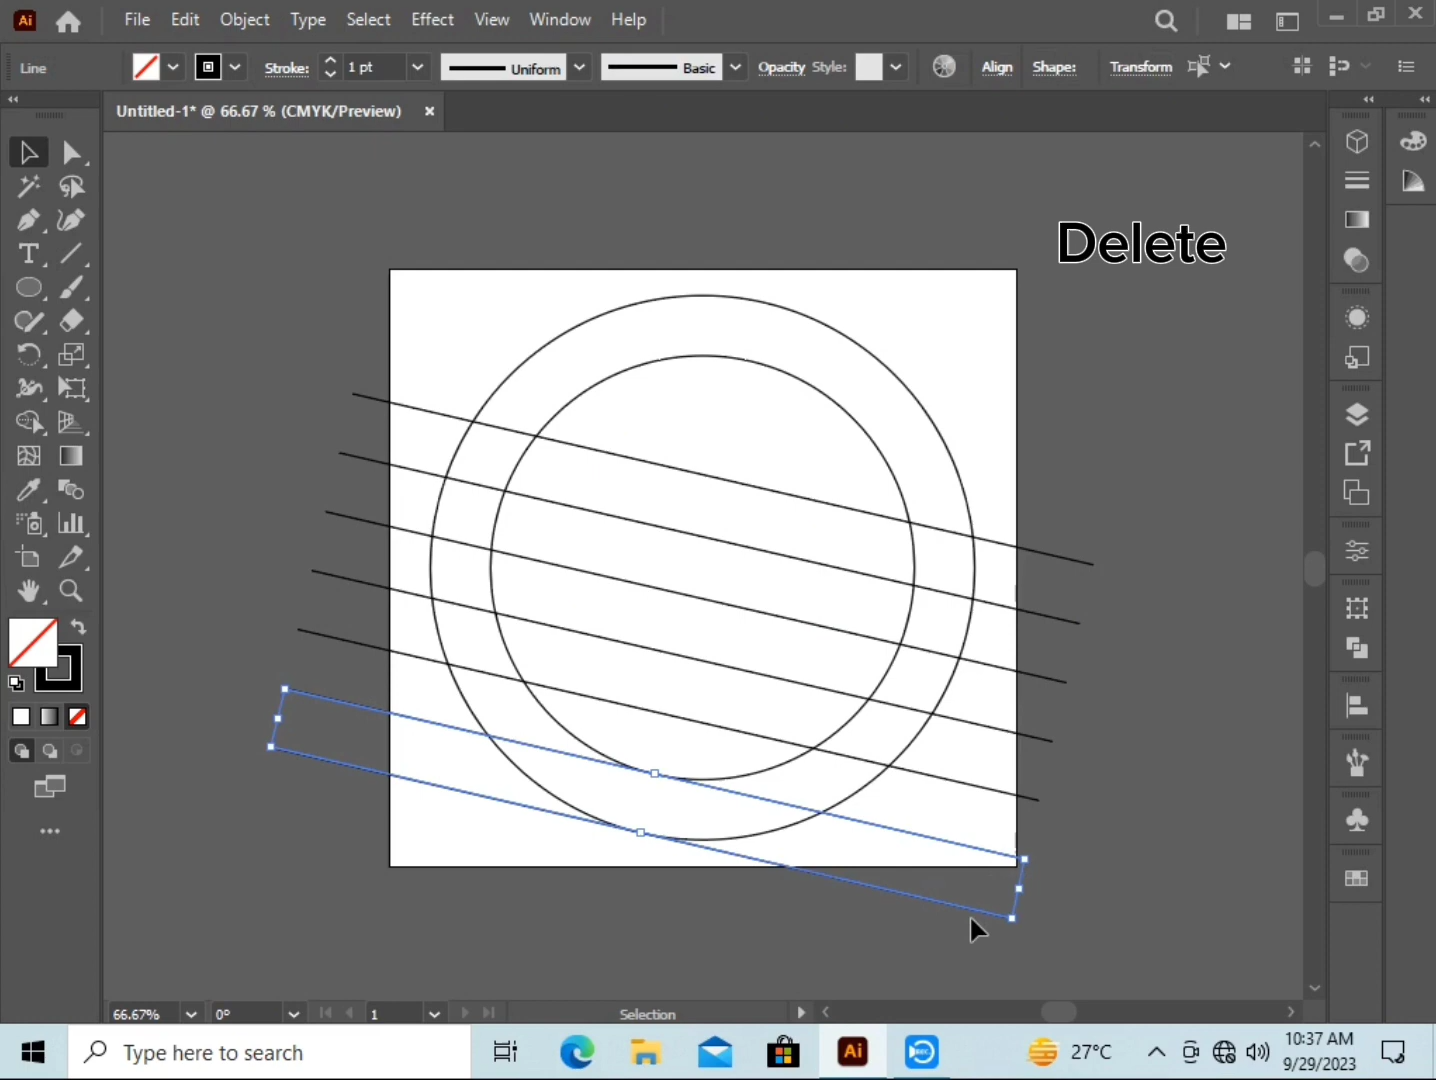 Ai File Edit Object Type Select Effect View Window Help
Line Stroke: 1 pt Uniform Basic Opacity Style: Align Shape: Transform
Untitled-1* @ 66.67 % (CMYK/Preview) ×
Delete
T
66.67% 0° 1 Selection
Type here to search Ai 27°C 10:37 AM
9/29/2023